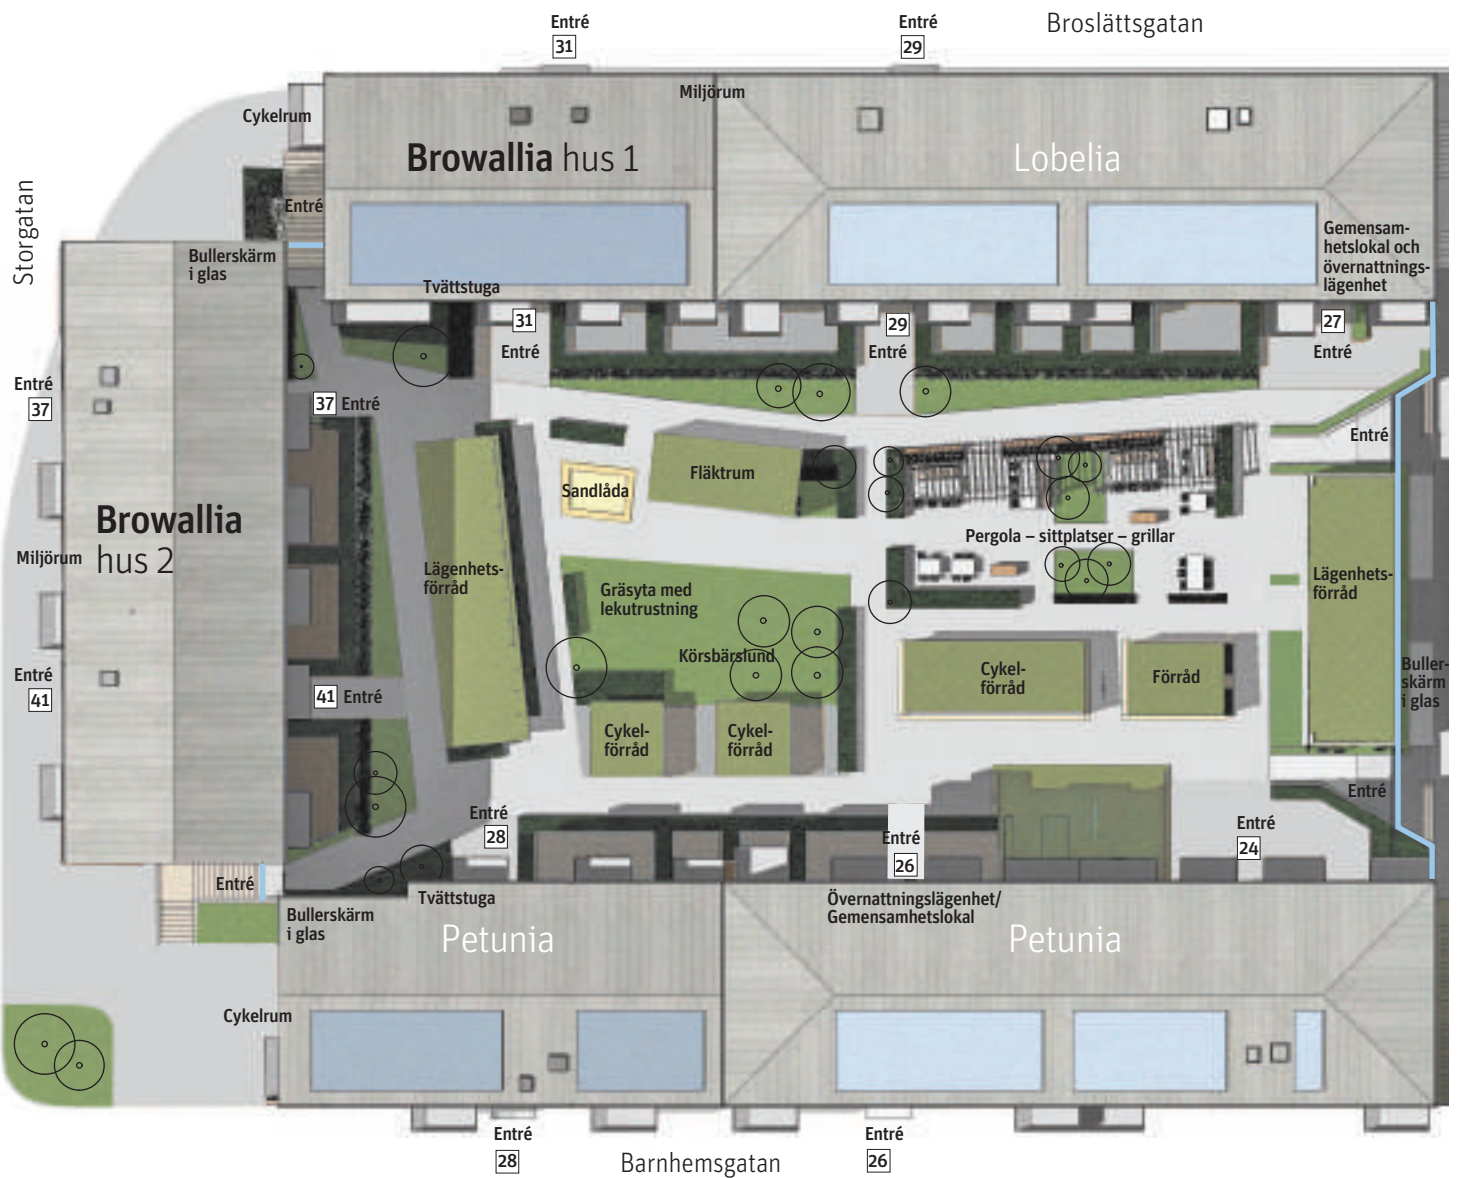 Broslättsgatan
Entré
31
Entré
29
Miljörum
Cykelrum
Browallia hus 1
Lobelia
Storgatan
Entré
Gemensam-
hetslokal och
övernattnings-
lägenhet
Bullerskärm
i glas
Tvättstuga
31
Entré
29
Entré
27
Entré
Entré
37
37 Entré
Entré
Sandlåda
Fläktrum
Browallia
hus 2
Miljörum
Pergola – sittplatser – grillar
Lägenhets-
förråd
Gräsyta med
lekutrustning
Lägenhets-
förråd
Körsbärslund
Cykel-
förråd
Förråd
Buller-
skärm
i glas
Entré
41
41 Entré
Cykel-
förråd
Cykel-
förråd
Entré
Entré
28
Entré
26
Entré
24
Entré
Tvättstuga
Övernattningslägenhet/
Gemensamhetslokal
Bullerskärm
i glas
Petunia
Petunia
Cykelrum
Entré
28
Barnhemsgatan
Entré
26